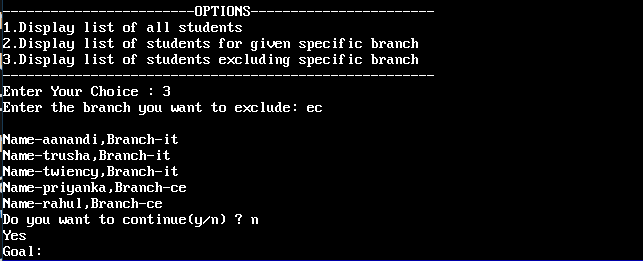 -----------------------OPTIONS----------------------
1.Display list of all students
2.Display list of students for given specific branch
3.Display list of students excluding specific branch
----------------------------------------------------
Enter Your Choice : 3
Enter the branch you want to exclude: ec
Name-aanandi,Branch-it
Name-trusha,Branch-it
Name-twiency,Branch-it
Name-priyanka,Branch-ce
Name-rahul,Branch-ce
Do you want to continue(y/n) ? n
Yes
Goal: